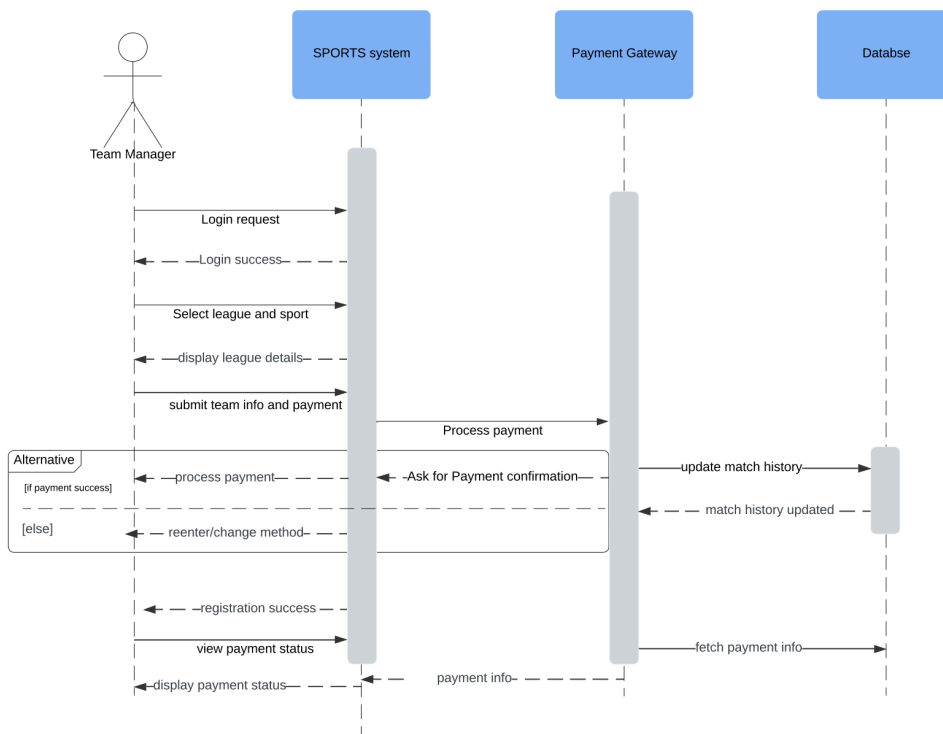 SPORTS system
Payment Gateway
Databse
Team Manager
Login request
Login success
Select league and sport
display league details
submit team info and payment
Process payment
Alternative
[if payment success]
process payment
Ask for Payment confirmation
update match history
match history updated
[else]
reenter/change method
registration success
view payment status
fetch payment info
payment info
display payment status